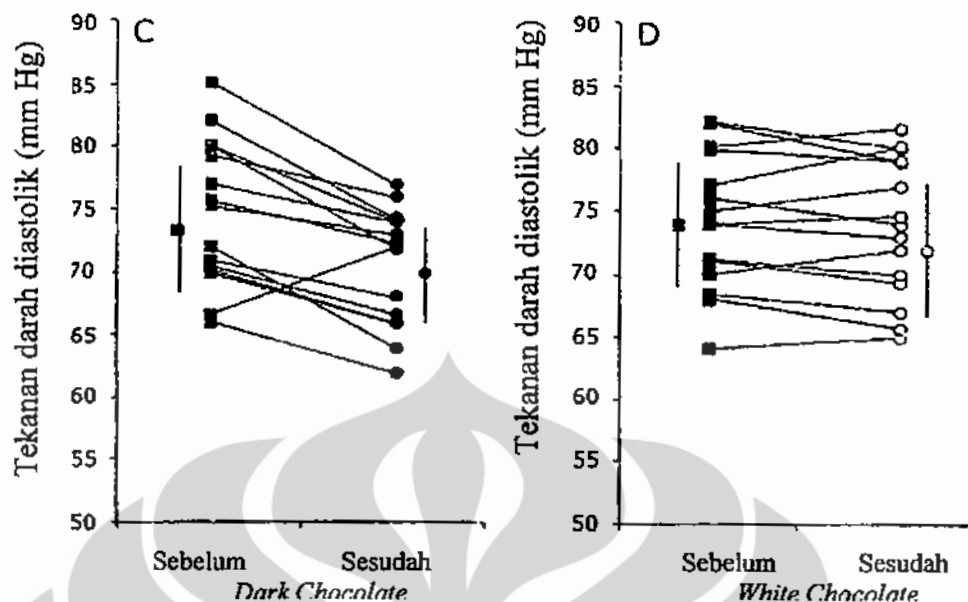 C
Tekanan darah diastolik (mm Hg)
90
85
80
75
70
65
60
55
50
Sebelum Sesudah
Dark Chocolate
D
Tekanan darah diastolik (mm Hg)
90
85
80
75
70
65
60
55
50
Sebelum Sesudah
White Chocolate